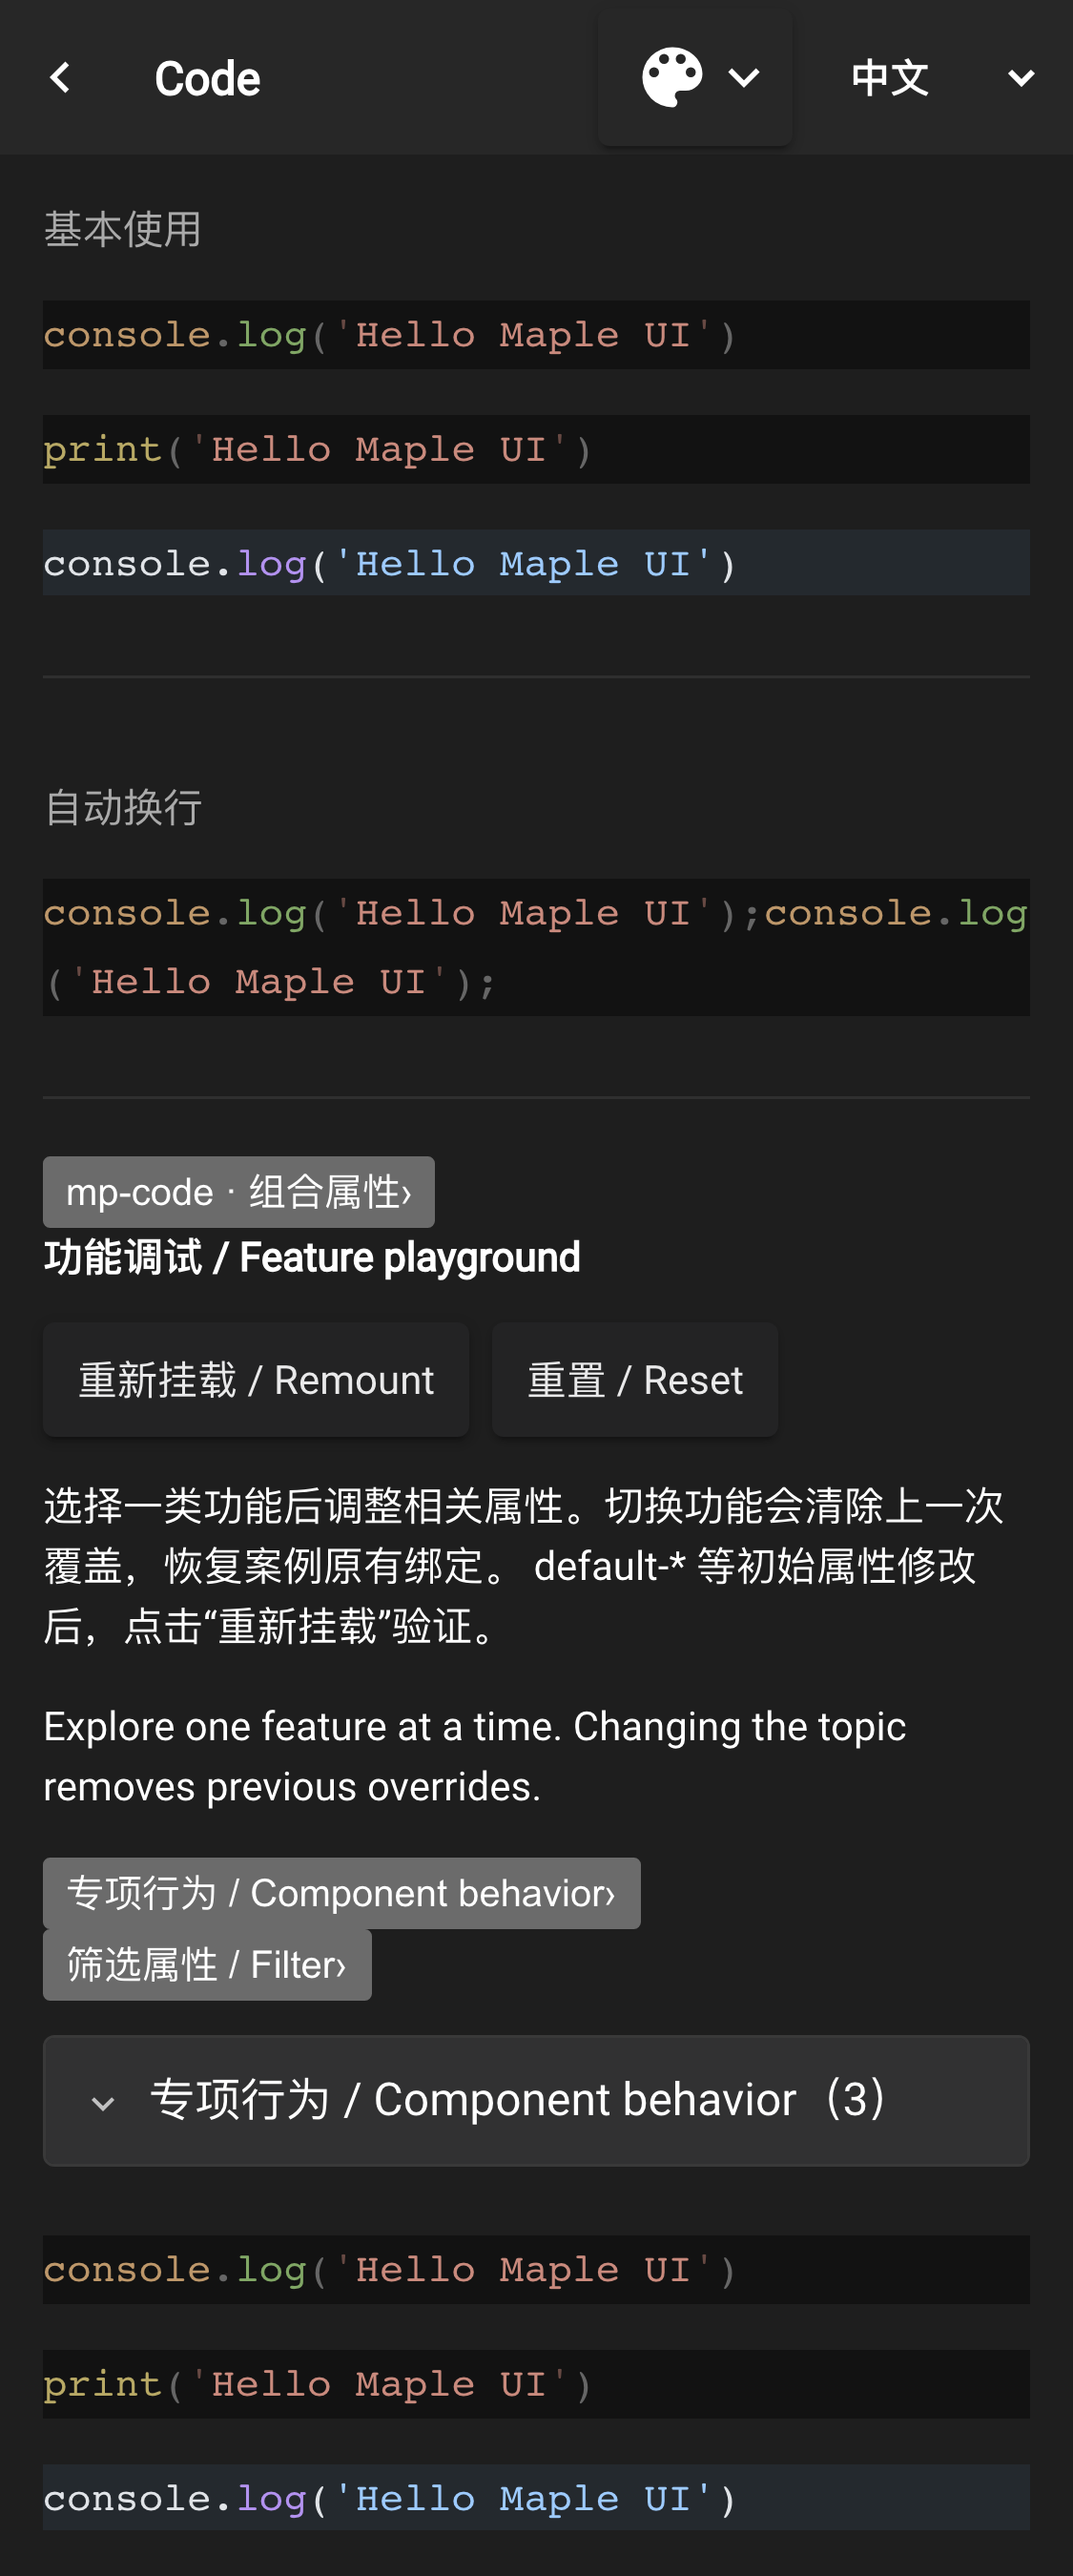 Code
中文
基本使用
console.log('Hello Maple UI')
print('Hello Maple UI')
console.log('Hello Maple UI')
自动换行
console.log('Hello Maple UI');console.log
('Hello Maple UI');
mp-code · 组合属性›
功能调试 / Feature playground
重新挂载 / Remount
重置 / Reset
选择一类功能后调整相关属性。切换功能会清除上一次
覆盖，恢复案例原有绑定。 default-* 等初始属性修改
后，点击“重新挂载”验证。
Explore one feature at a time. Changing the topic
removes previous overrides.
专项行为 / Component behavior›
筛选属性 / Filter›
专项行为 / Component behavior（3）
console.log('Hello Maple UI')
print('Hello Maple UI')
console.log('Hello Maple UI')